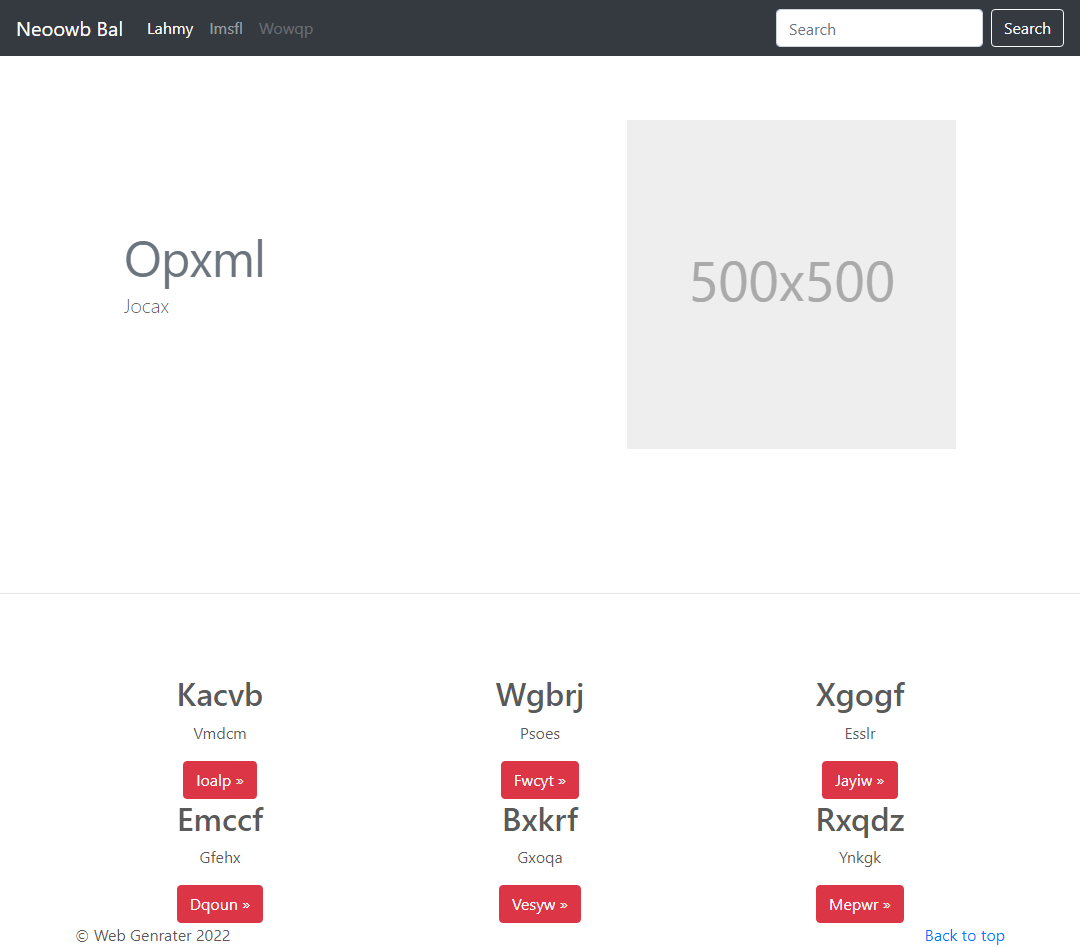 Neoowb Bal Lahmy Imsfl Wowqp Search Search
Opxml
Jocax
500x500
Kacvb Wgbrj Xgogf
Vmdcm Psoes Esslr
Ioalp » Fwcyt » Jayiw »
Emccf Bxkrf Rxqdz
Gfehx Gxoqa Ynkgk
Dqoun » Vesyw » Mepwr »
© Web Genrater 2022 Back to top